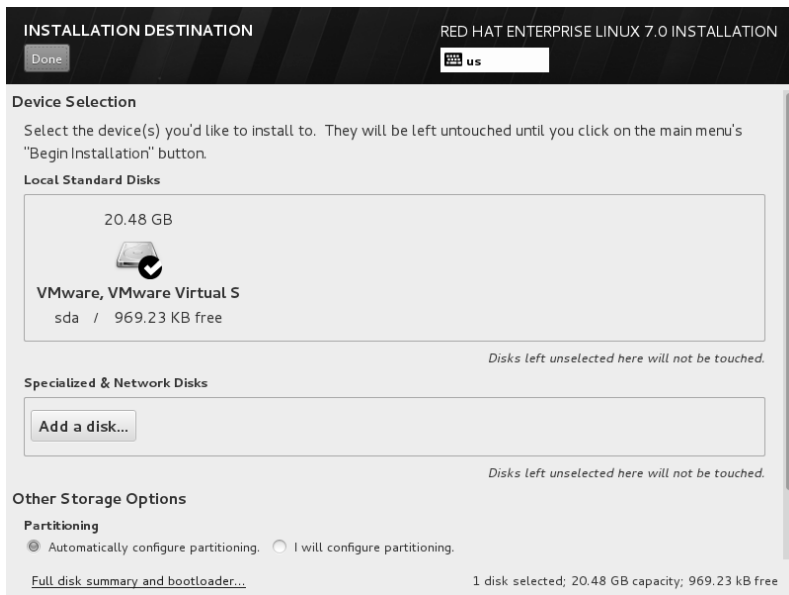 INSTALLATION DESTINATION
RED HAT ENTERPRISE LINUX 7.0 INSTALLATION
Done
us
Device Selection
Select the device(s) you'd like to install to. They will be left untouched until you click on the main menu's
"Begin Installation" button.
Local Standard Disks
20.48 GB
VMware, VMware Virtual S
sda / 969.23 KB free
Disks left unselected here will not be touched.
Specialized & Network Disks
Add a disk...
Disks left unselected here will not be touched.
Other Storage Options
Partitioning
Automatically configure partitioning. I will configure partitioning.
Full disk summary and bootloader...
1 disk selected; 20.48 GB capacity; 969.23 kB free